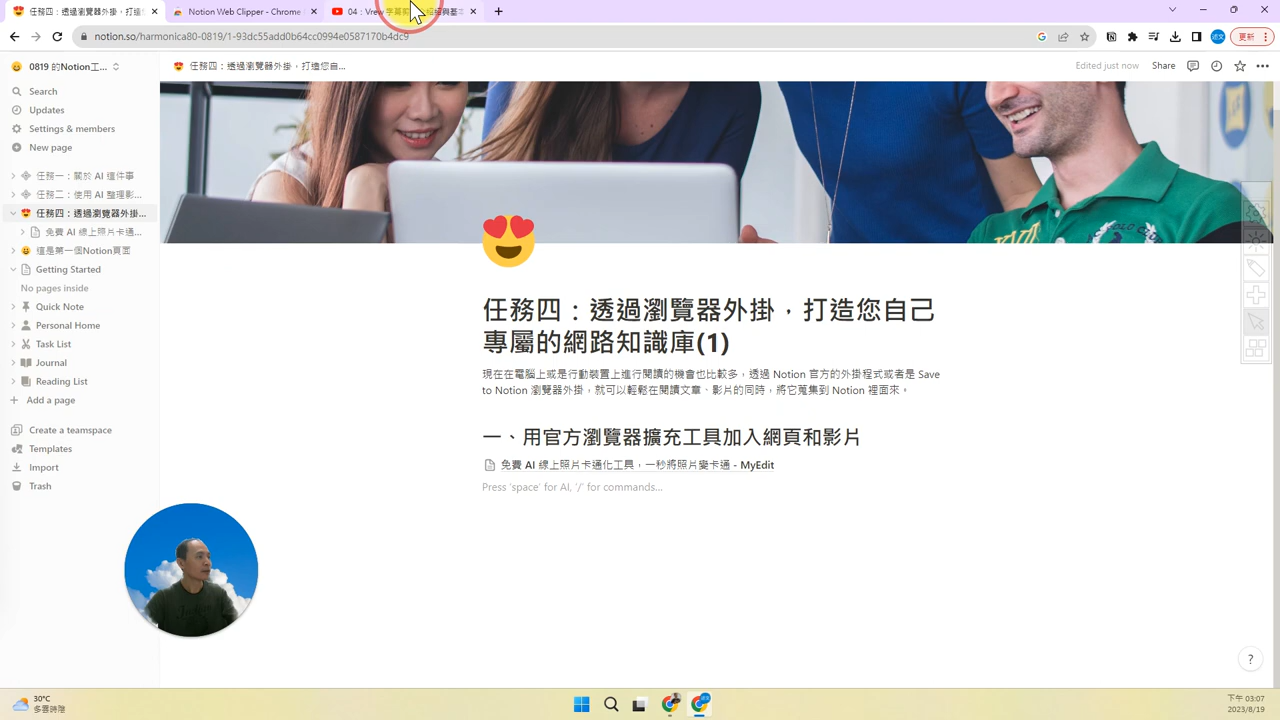 任務四：透過瀏覽器外掛，打造
Notion Web Clipper - Chrome
04：Vrew 字幕
notion.so/harmonica80-0819/1-93dc55add0b64cc0994e0587170b4dc9
更新
0819 的Notion工...
任務四：透過瀏覽器外掛，打造您自...
Edited just now
Share
Search
Updates
Settings & members
New page
任務一：關於 AI 這件事
任務二：使用 AI 整理影...
任務四：透過瀏覽器外掛...
免費 AI 線上照片卡通...
這是第一個Notion頁面
Getting Started
No pages inside
Quick Note
Personal Home
Task List
Journal
Reading List
Add a page
Create a teamspace
Templates
Import
Trash
任務四：透過瀏覽器外掛，打造您自己
專屬的網路知識庫(1)
現在在電腦上或是行動裝置上進行閱讀的機會也比較多，透過 Notion 官方的外掛程式或者是 Save
to Notion 瀏覽器外掛，就可以輕鬆在閱讀文章、影片的同時，將它蒐集到 Notion 裡面來。
一、用官方瀏覽器擴充工具加入網頁和影片
免費 AI 線上照片卡通化工具，一秒將照片變卡通 - MyEdit
Press 'space' for AI, '/' for commands...
?
30°C
多雲時陰
下午 03:07
2023/8/19